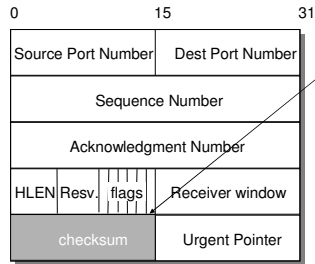 0 15 31
Source Port Number Dest Port Number
Sequence Number
Acknowledgment Number
HLEN Resv. flags Receiver window
checksum Urgent Pointer